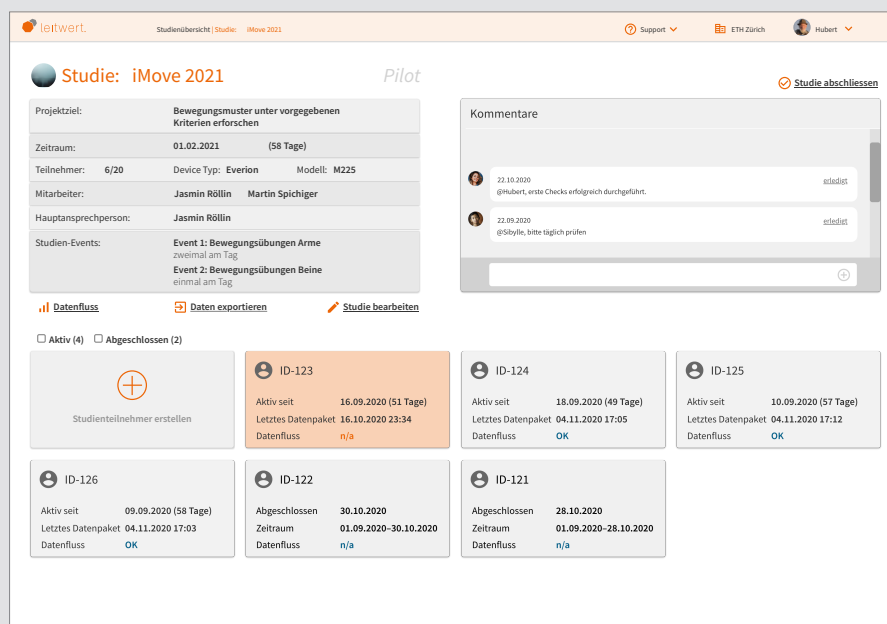 leitwert.
Studienübersicht | Studie: iMove 2021
Support
ETH Zürich
Hubert
Studie: iMove 2021
Pilot
Studie abschliessen
Projektziel: Bewegungsmuster unter vorgegebenen
Kriterien erforschen
Zeitraum: 01.02.2021 (58 Tage)
Teilnehmer: 6/20 Device Typ: Everion Modell: M225
Mitarbeiter: Jasmin Röllin Martin Spichiger
Hauptansprechperson: Jasmin Röllin
Studien-Events: Event 1: Bewegungsübungen Arme
zweimal am Tag
Event 2: Bewegungsübungen Beine
einmal am Tag
Kommentare
22.10.2020 erledigt
@Hubert, erste Checks erfolgreich durchgeführt.
22.09.2020 erledigt
@Sibylle, bitte täglich prüfen
Datenfluss
Daten exportieren
Studie bearbeiten
Aktiv (4) Abgeschlossen (2)
Studienteilnehmer erstellen
ID-123
Aktiv seit 16.09.2020 (51 Tage)
Letztes Datenpaket 16.10.2020 23:34
Datenfluss n/a
ID-124
Aktiv seit 18.09.2020 (49 Tage)
Letztes Datenpaket 04.11.2020 17:05
Datenfluss OK
ID-125
Aktiv seit 10.09.2020 (57 Tage)
Letztes Datenpaket 04.11.2020 17:12
Datenfluss OK
ID-126
Aktiv seit 09.09.2020 (58 Tage)
Letztes Datenpaket 04.11.2020 17:03
Datenfluss OK
ID-122
Abgeschlossen 30.10.2020
Zeitraum 01.09.2020–30.10.2020
Datenfluss n/a
ID-121
Abgeschlossen 28.10.2020
Zeitraum 01.09.2020–28.10.2020
Datenfluss n/a